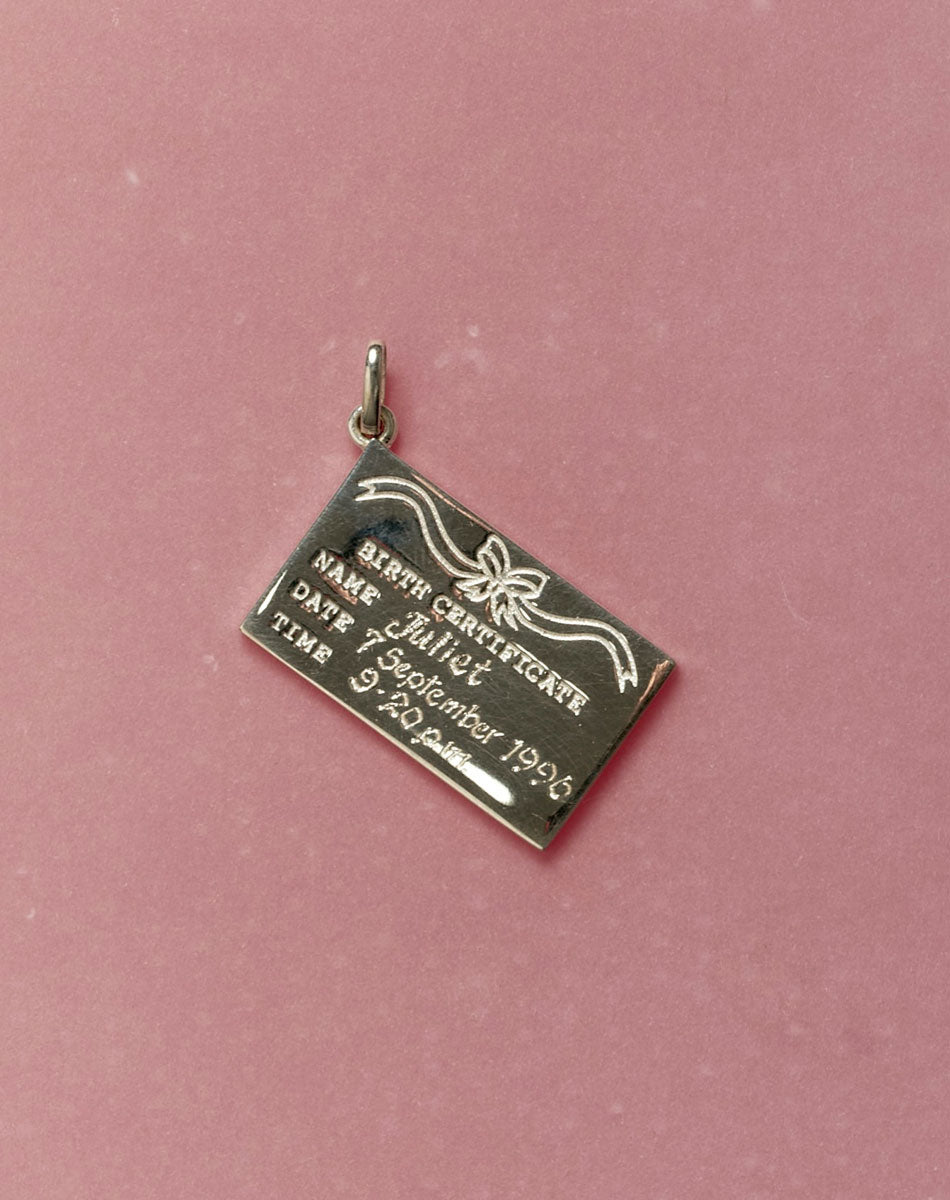 BIRTH CERTIFICATE
NAME Juliet
DATE 7 September 1996
TIME 9-20 p.m.